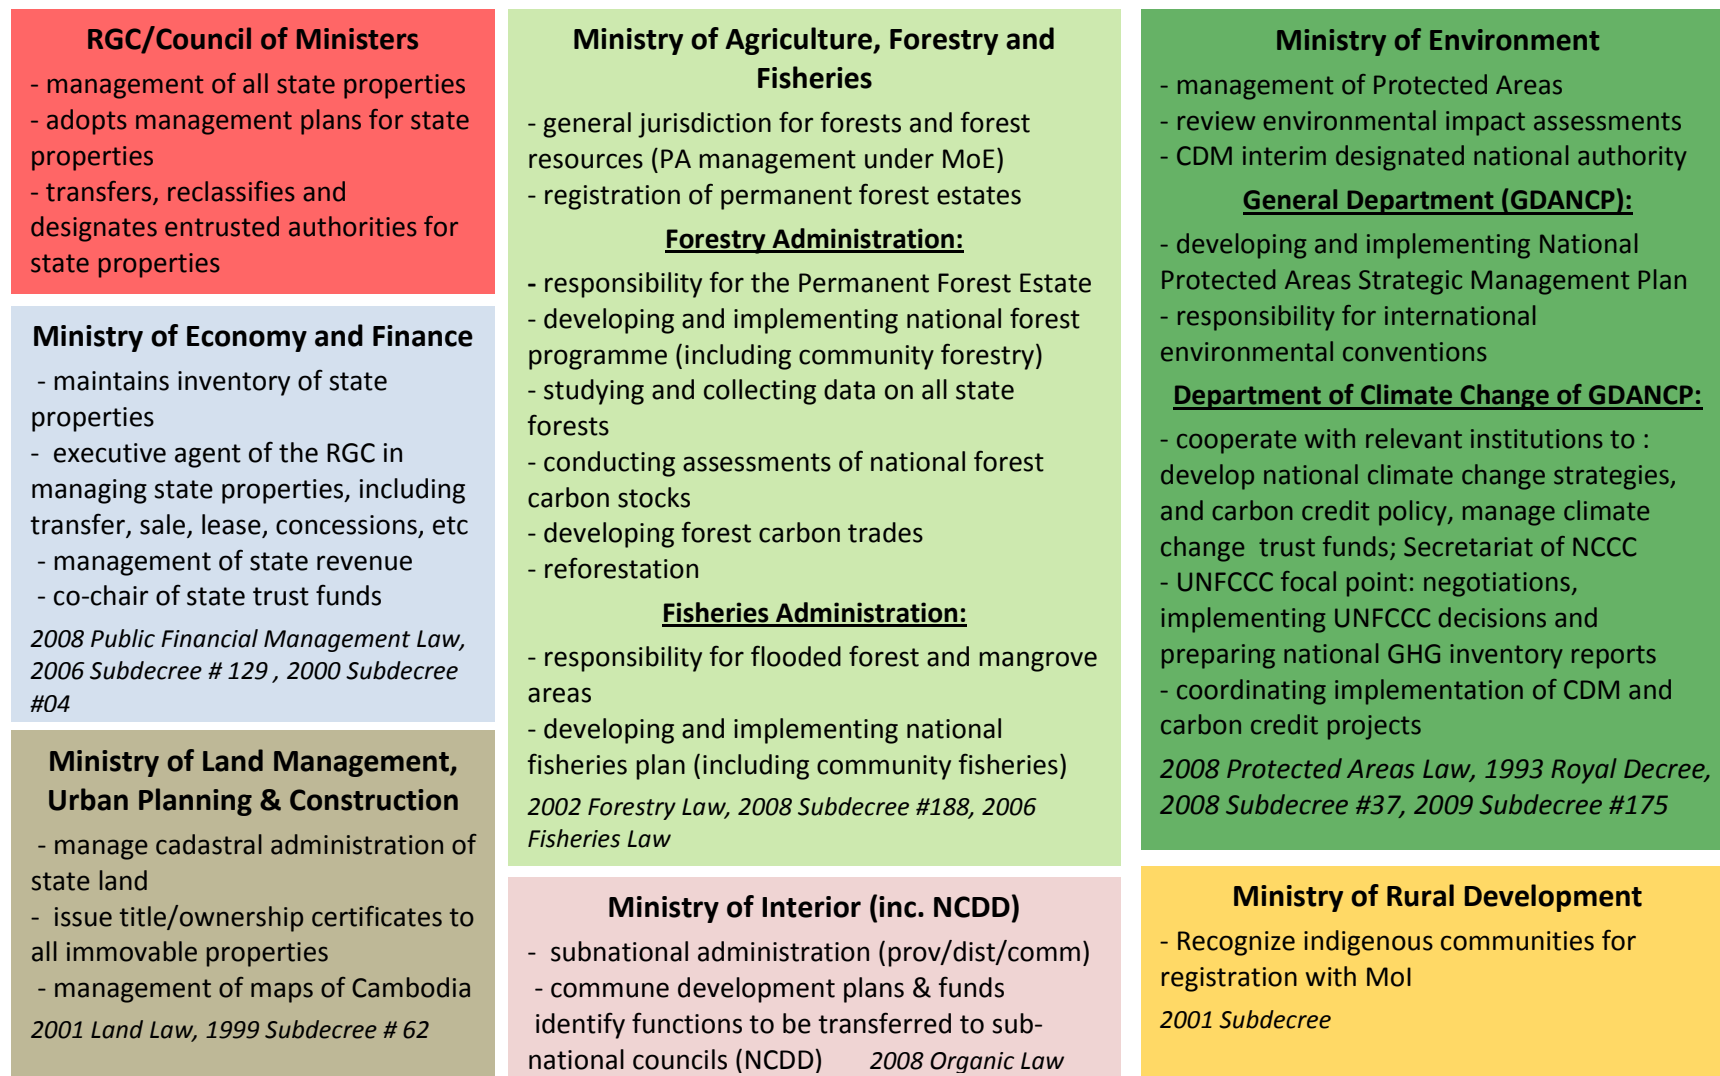 RGC/Council of Ministers
- management of all state properties
- adopts management plans for state
properties
- transfers, reclassifies and
designates entrusted authorities for
state properties
Ministry of Economy and Finance
- maintains inventory of state
properties
- executive agent of the RGC in
managing state properties, including
transfer, sale, lease, concessions, etc
- management of state revenue
- co-chair of state trust funds
2008 Public Financial Management Law,
2006 Subdecree # 129 , 2000 Subdecree
#04
Ministry of Land Management,
Urban Planning & Construction
- manage cadastral administration of
state land
- issue title/ownership certificates to
all immovable properties
- management of maps of Cambodia
2001 Land Law, 1999 Subdecree # 62
Ministry of Agriculture, Forestry and
Fisheries
- general jurisdiction for forests and forest
resources (PA management under MoE)
- registration of permanent forest estates
Forestry Administration:
- responsibility for the Permanent Forest Estate
- developing and implementing national forest
programme (including community forestry)
- studying and collecting data on all state
forests
- conducting assessments of national forest
carbon stocks
- developing forest carbon trades
- reforestation
Fisheries Administration:
- responsibility for flooded forest and mangrove
areas
- developing and implementing national
fisheries plan (including community fisheries)
2002 Forestry Law, 2008 Subdecree #188, 2006
Fisheries Law
Ministry of Interior (inc. NCDD)
- subnational administration (prov/dist/comm)
- commune development plans & funds
identify functions to be transferred to sub-
national councils (NCDD) 2008 Organic Law
Ministry of Environment
- management of Protected Areas
- review environmental impact assessments
- CDM interim designated national authority
General Department (GDANCP):
- developing and implementing National
Protected Areas Strategic Management Plan
- responsibility for international
environmental conventions
Department of Climate Change of GDANCP:
- cooperate with relevant institutions to :
develop national climate change strategies,
and carbon credit policy, manage climate
change trust funds; Secretariat of NCCC
- UNFCCC focal point: negotiations,
implementing UNFCCC decisions and
preparing national GHG inventory reports
- coordinating implementation of CDM and
carbon credit projects
2008 Protected Areas Law, 1993 Royal Decree,
2008 Subdecree #37, 2009 Subdecree #175
Ministry of Rural Development
- Recognize indigenous communities for
registration with MoI
2001 Subdecree